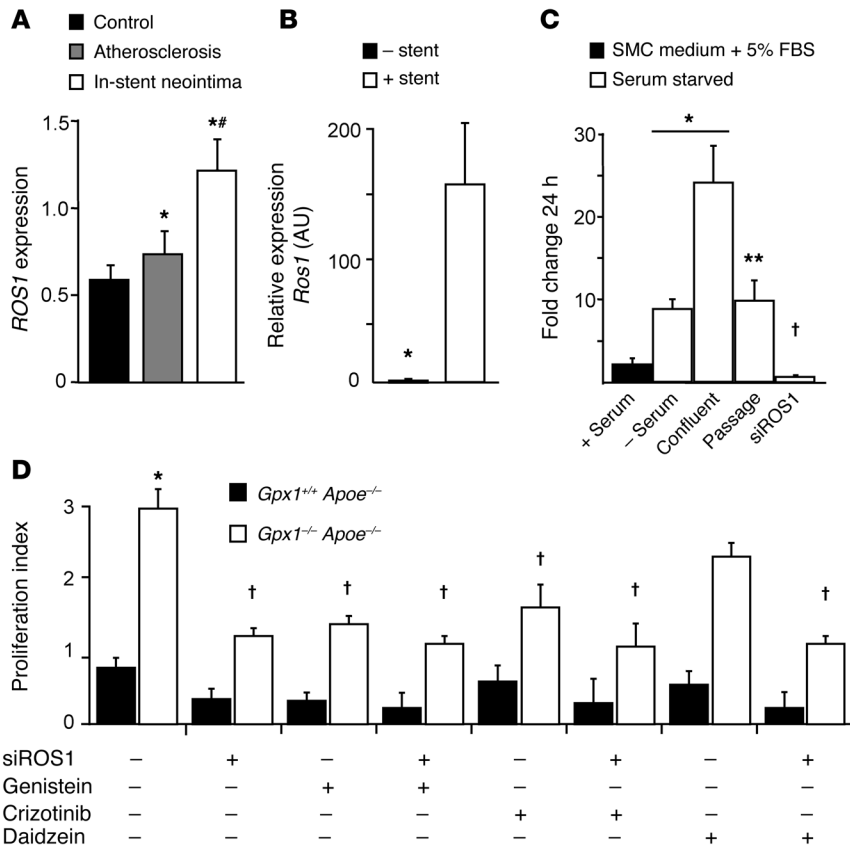 A
Control
Atherosclerosis
In-stent neointima
ROS1 expression
1.5
1.0
0.5
0
*
*#
B
– stent
+ stent
Relative expression
Ros1 (AU)
200
100
0
*
C
SMC medium + 5% FBS
Serum starved
Fold change 24 h
30
20
10
*
**
†
+ Serum
– Serum
Confluent
Passage
siROS1
D
Gpx1+/+ Apoe–/–
Gpx1–/– Apoe–/–
Proliferation index
3
2
1
0
*
† † † † † †
siROS1 – + – + – + – +
Genistein – – + + – – – –
Crizotinib – – – – + + – –
Daidzein – – – – – – + +